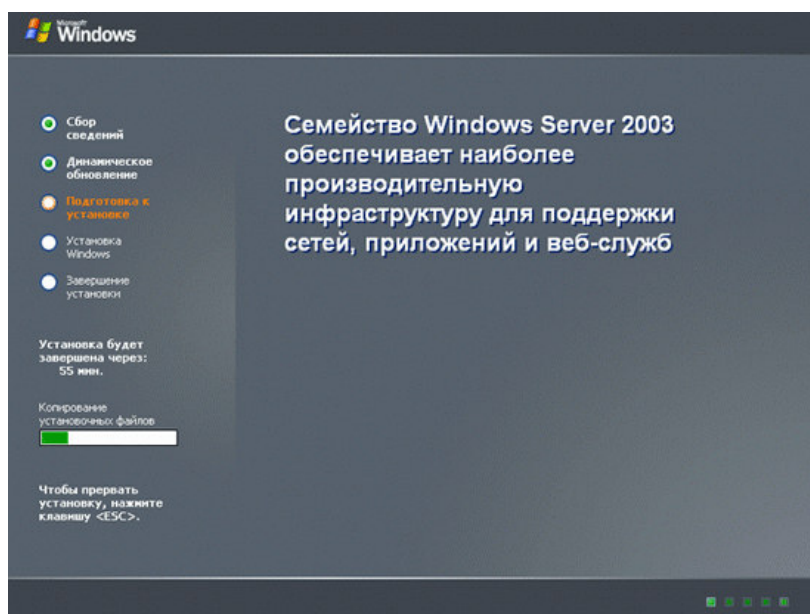 Microsoft
Windows
Сбор
сведений
Динамическое
обновление
Подготовка к
установке
Установка
Windows
Завершение
установки
Установка будет
завершена через:
55 мин.
Копирование
установочных файлов
Чтобы прервать
установку, нажмите
клавишу <ESC>.
Семейство Windows Server 2003
обеспечивает наиболее
производительную
инфраструктуру для поддержки
сетей, приложений и веб-служб